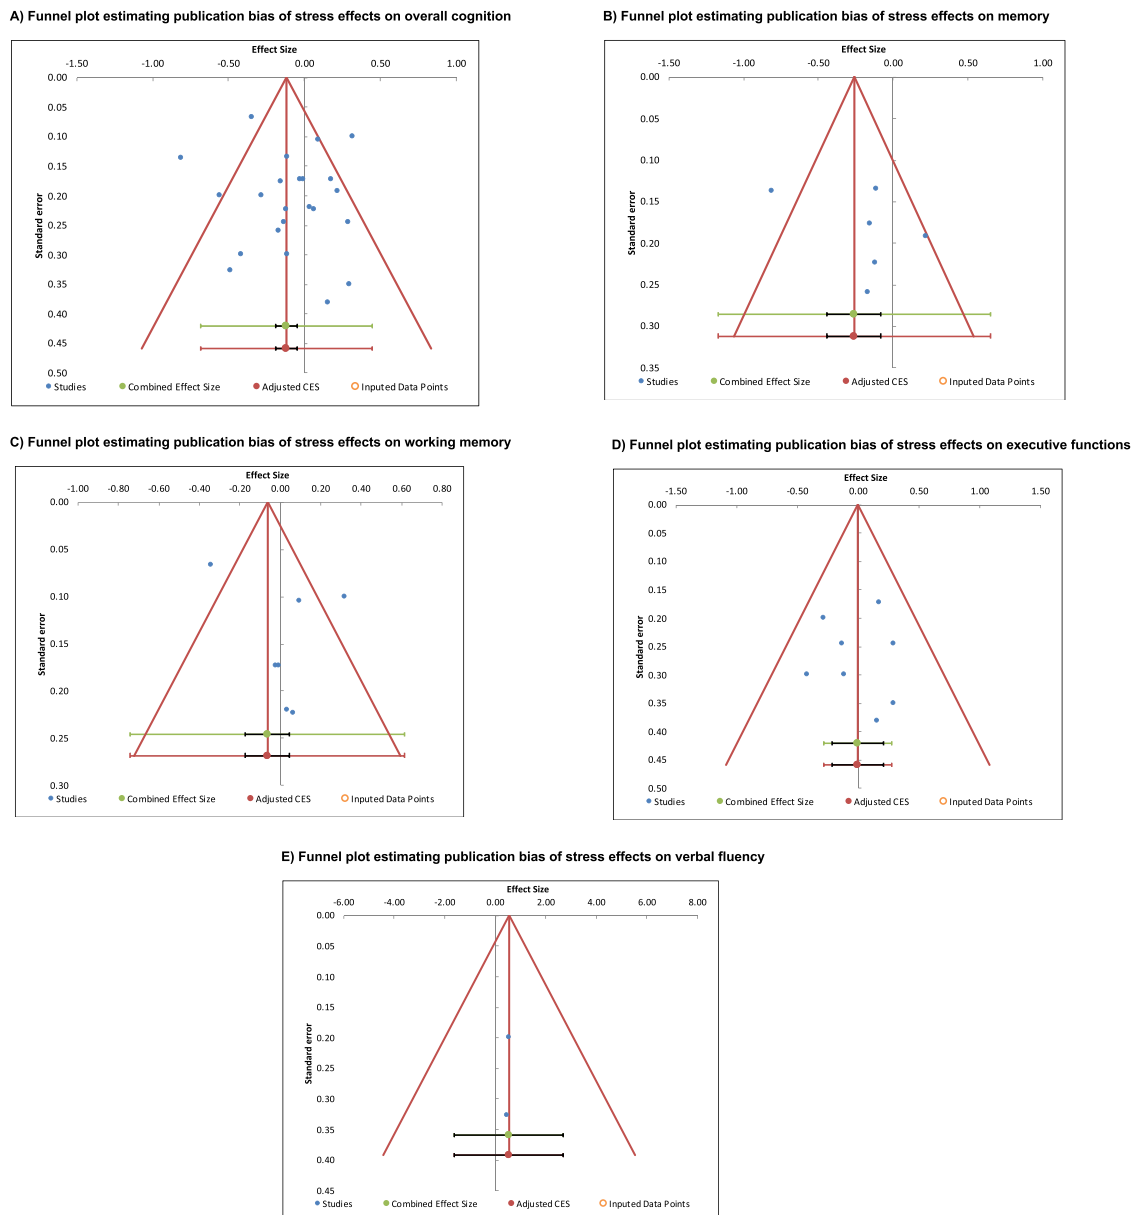 A) Funnel plot estimating publication bias of stress effects on overall cognition
Effect Size
-1.50 -1.00 -0.50 0.00 0.50 1.00
0.00
0.05
0.10
0.15
0.20
0.25
0.30
0.35
0.40
0.45
0.50
Standard error
Studies Combined Effect Size Adjusted CES Inputed Data Points
B) Funnel plot estimating publication bias of stress effects on memory
Effect Size
-1.50 -1.00 -0.50 0.00 0.50 1.00
0.00
0.05
0.10
0.15
0.20
0.25
0.30
0.35
Standard error
Studies Combined Effect Size Adjusted CES Inputed Data Points
C) Funnel plot estimating publication bias of stress effects on working memory
Effect Size
-1.00 -0.80 -0.60 -0.40 -0.20 0.00 0.20 0.40 0.60 0.80
0.00
0.05
0.10
0.15
0.20
0.25
0.30
Standard error
Studies Combined Effect Size Adjusted CES Inputed Data Points
D) Funnel plot estimating publication bias of stress effects on executive functions
Effect Size
-1.50 -1.00 -0.50 0.00 0.50 1.00 1.50
0.00
0.05
0.10
0.15
0.20
0.25
0.30
0.35
0.40
0.45
0.50
Standard error
Studies Combined Effect Size Adjusted CES Inputed Data Points
E) Funnel plot estimating publication bias of stress effects on verbal fluency
Effect Size
-6.00 -4.00 -2.00 0.00 2.00 4.00 6.00 8.00
0.00
0.05
0.10
0.15
0.20
0.25
0.30
0.35
0.40
0.45
Standard error
Studies Combined Effect Size Adjusted CES Inputed Data Points